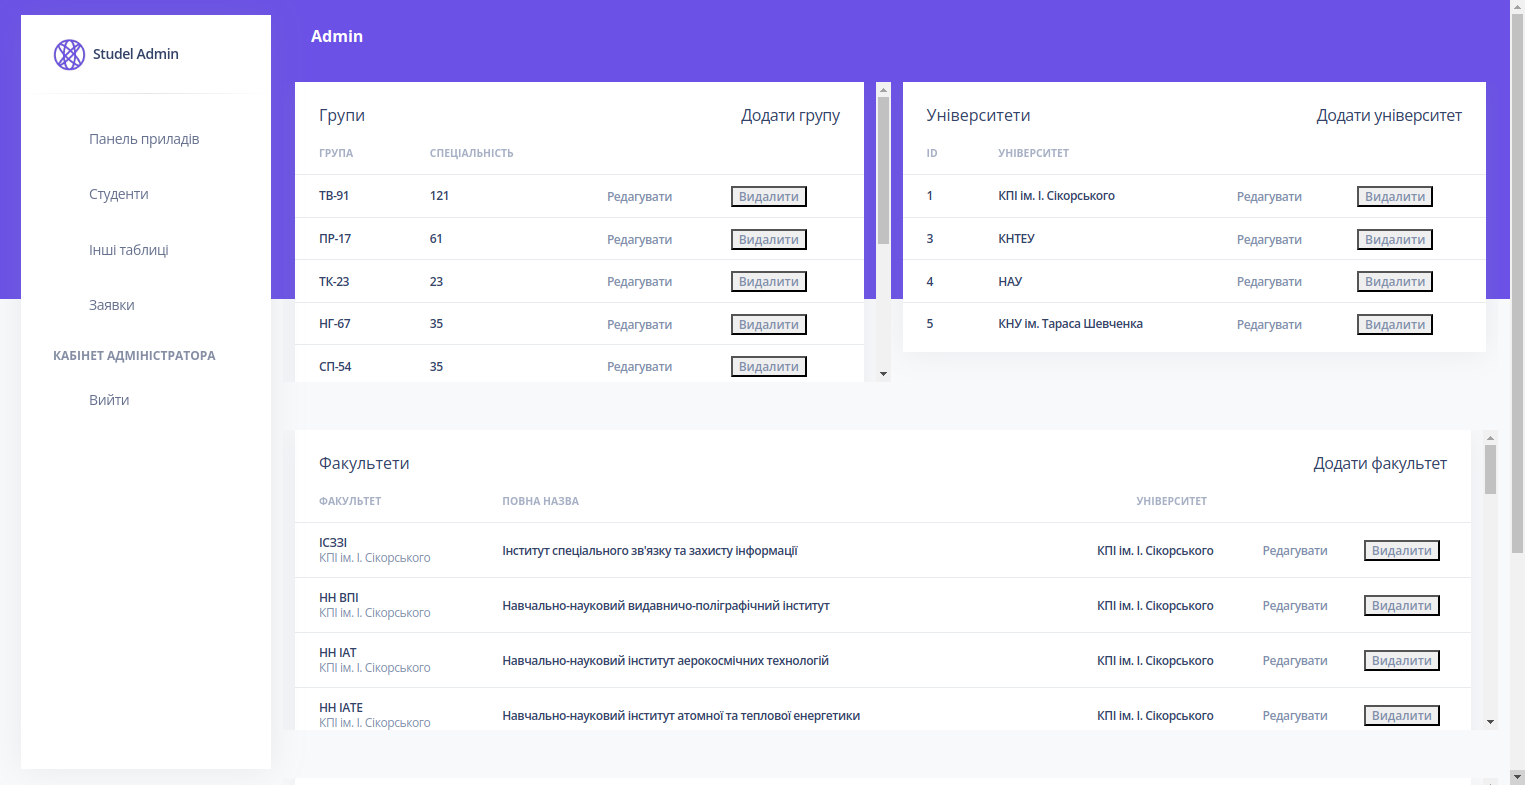 Studel Admin
Панель приладів
Студенти
Інші таблиці
Заявки
КАБІНЕТ АДМІНІСТРАТОРА
Вийти
Admin
Групи Додати групу
ГРУПА СПЕЦІАЛЬНІСТЬ
ТВ-91 121 Редагувати Видалити
ПР-17 61 Редагувати Видалити
ТК-23 23 Редагувати Видалити
НГ-67 35 Редагувати Видалити
СП-54 35 Редагувати Видалити
Університети Додати університет
ID УНІВЕРСИТЕТ
1 КПІ ім. І. Сікорського Редагувати Видалити
3 КНТЕУ Редагувати Видалити
4 НАУ Редагувати Видалити
5 КНУ ім. Тараса Шевченка Редагувати Видалити
Факультети Додати факультет
ФАКУЛЬТЕТ ПОВНА НАЗВА УНІВЕРСИТЕТ
ІСЗЗІ
КПІ ім. І. Сікорського
Інститут спеціального зв'язку та захисту інформації КПІ ім. І. Сікорського Редагувати Видалити
НН ВПІ
КПІ ім. І. Сікорського
Навчально-науковий видавничо-поліграфічний інститут КПІ ім. І. Сікорського Редагувати Видалити
НН ІАТ
КПІ ім. І. Сікорського
Навчально-науковий інститут аерокосмічних технологій КПІ ім. І. Сікорського Редагувати Видалити
НН ІАТЕ
КПІ ім. І. Сікорського
Навчально-науковий інститут атомної та теплової енергетики КПІ ім. І. Сікорського Редагувати Видалити